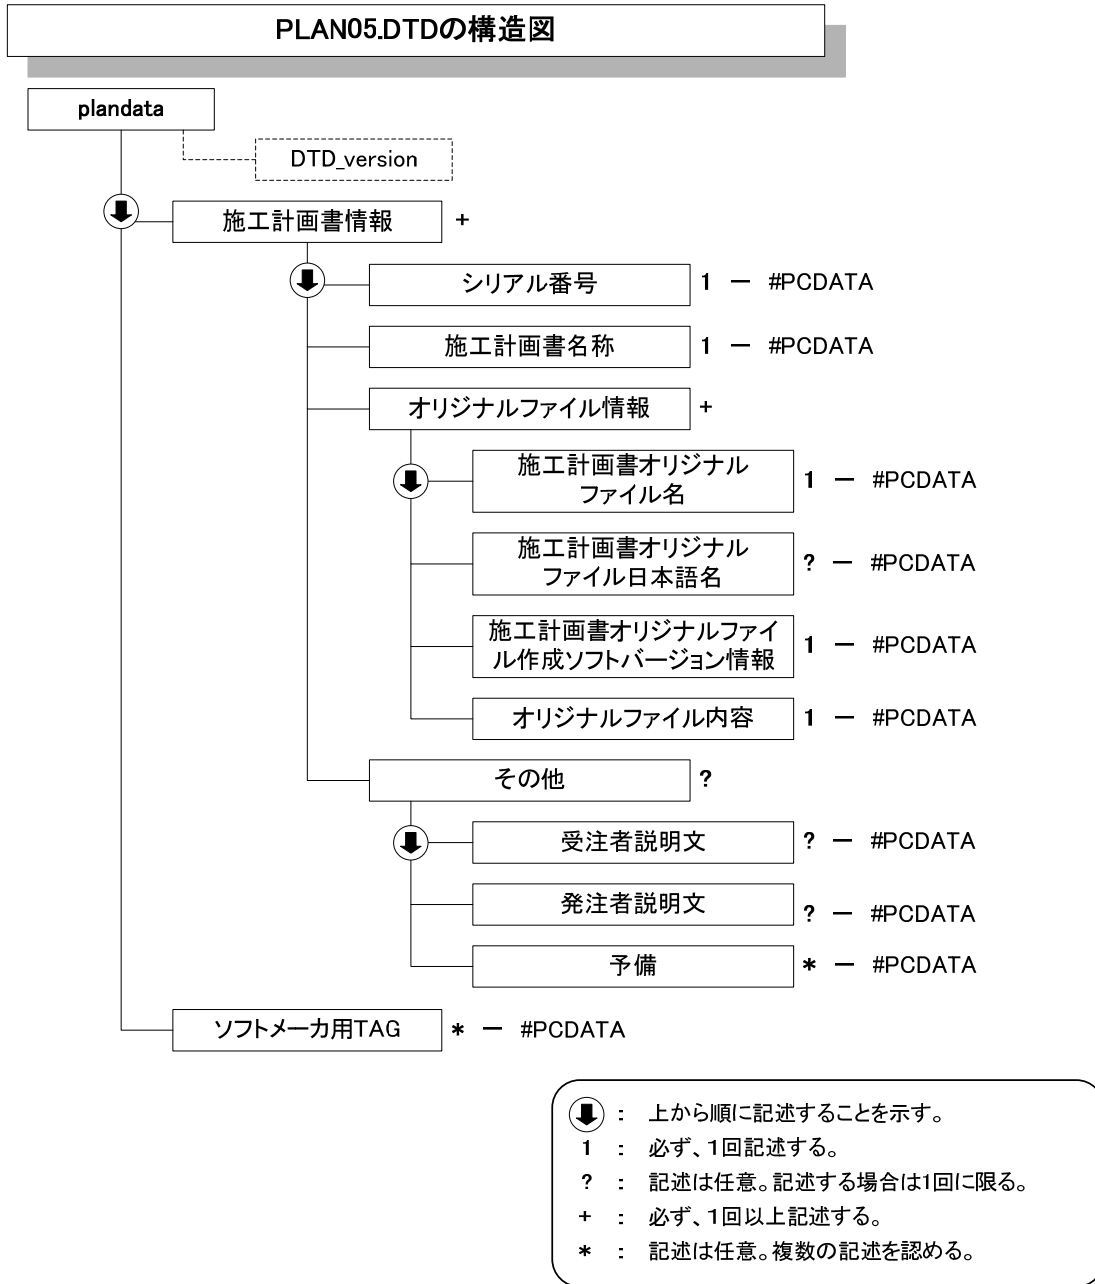 PLAN05.DTDの構造図
plandata
DTD_version
施工計画書情報 +
シリアル番号 1 ー #PCDATA
施工計画書名称 1 ー #PCDATA
オリジナルファイル情報 +
施工計画書オリジナル
ファイル名 1 ー #PCDATA
施工計画書オリジナル
ファイル日本語名 ? ー #PCDATA
施工計画書オリジナルファイ
ル作成ソフトバージョン情報 1 ー #PCDATA
オリジナルファイル内容 1 ー #PCDATA
その他 ?
受注者説明文 ? ー #PCDATA
発注者説明文 ? ー #PCDATA
予備 * ー #PCDATA
ソフトメーカ用TAG * ー #PCDATA
: 上から順に記述することを示す。
1 : 必ず、1回記述する。
? : 記述は任意。記述する場合は1回に限る。
+ : 必ず、1回以上記述する。
* : 記述は任意。複数の記述を認める。